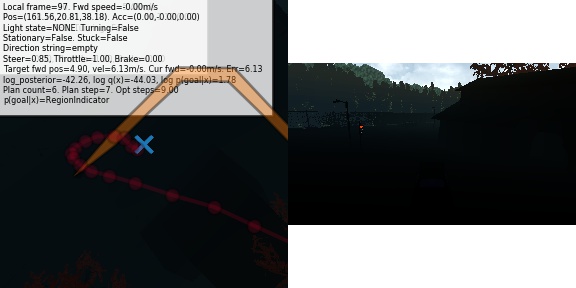 Local frame=97. Fwd speed=-0.00m/s
Pos=(161.56,20.81,38.18). Acc=(0.00,-0.00,0.00)
Light state=NONE. Turning=False
Stationary=False. Stuck=False
Direction string=empty
Steer=0.85, Throttle=1.00, Brake=0.00
Target fwd pos=4.90, vel=6.13m/s. Cur fwd=-0.00m/s. Err=6.13
log_posterior=-42.26, log q(x)=-44.03, log p(goal|x)=1.78
Plan count=6. Plan step=7. Opt steps=9.00
p(goal|x)=RegionIndicator